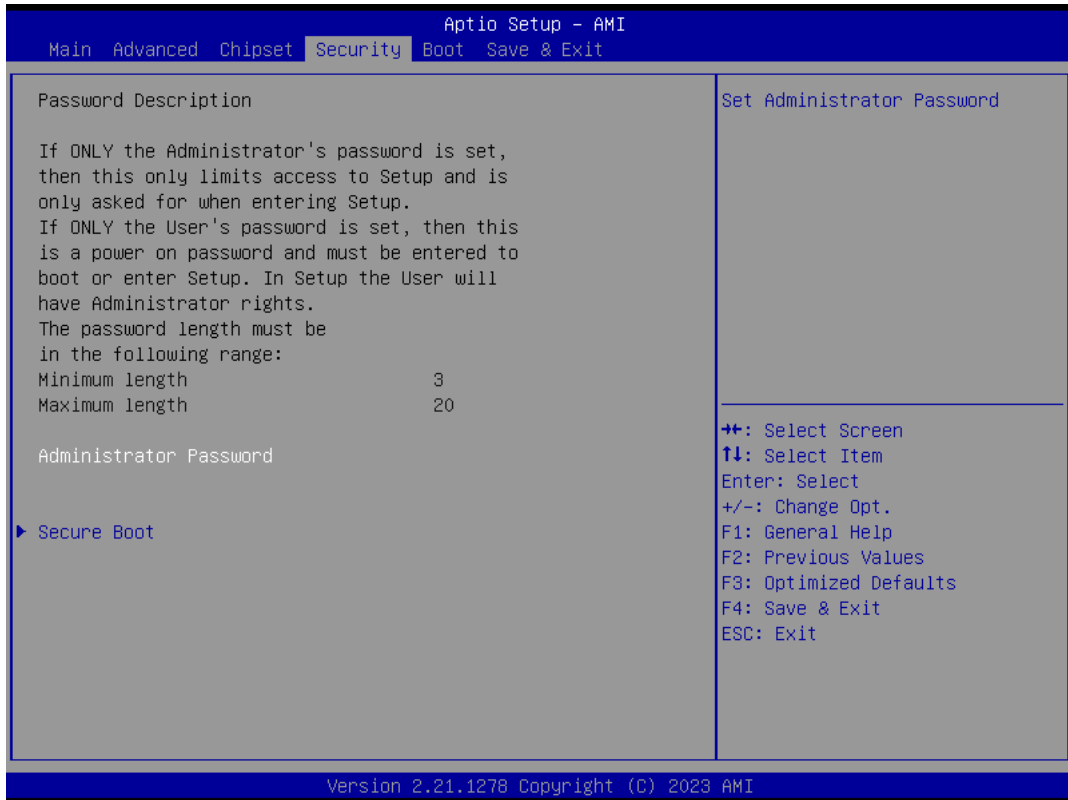 Aptio Setup – AMI
Main Advanced Chipset Security Boot Save & Exit
Password Description
If ONLY the Administrator's password is set,
then this only limits access to Setup and is
only asked for when entering Setup.
If ONLY the User's password is set, then this
is a power on password and must be entered to
boot or enter Setup. In Setup the User will
have Administrator rights.
The password length must be
in the following range:
Minimum length 3
Maximum length 20
Administrator Password
Secure Boot
Set Administrator Password
→←: Select Screen
↑↓: Select Item
Enter: Select
+/-: Change Opt.
F1: General Help
F2: Previous Values
F3: Optimized Defaults
F4: Save & Exit
ESC: Exit
Version 2.21.1278 Copyright (C) 2023 AMI